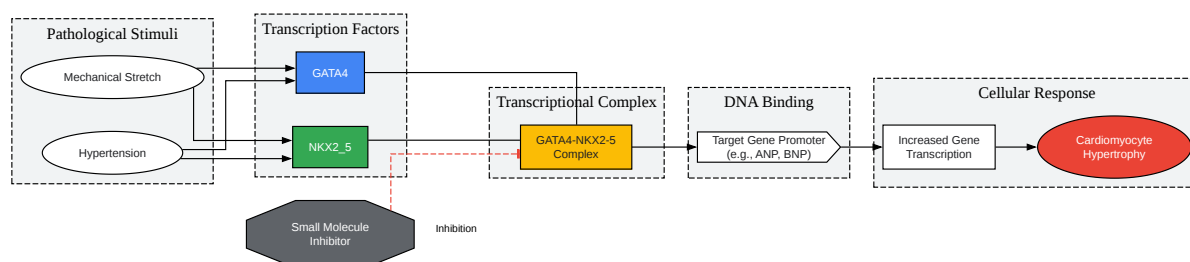 Pathological Stimuli
Mechanical Stretch
Hypertension
Transcription Factors
GATA4
NKX2_5
Small Molecule
Inhibitor
Inhibition
Transcriptional Complex
GATA4-NKX2-5
Complex
DNA Binding
Target Gene Promoter
(e.g., ANP, BNP)
Cellular Response
Increased Gene
Transcription
Cardiomyocyte
Hypertrophy